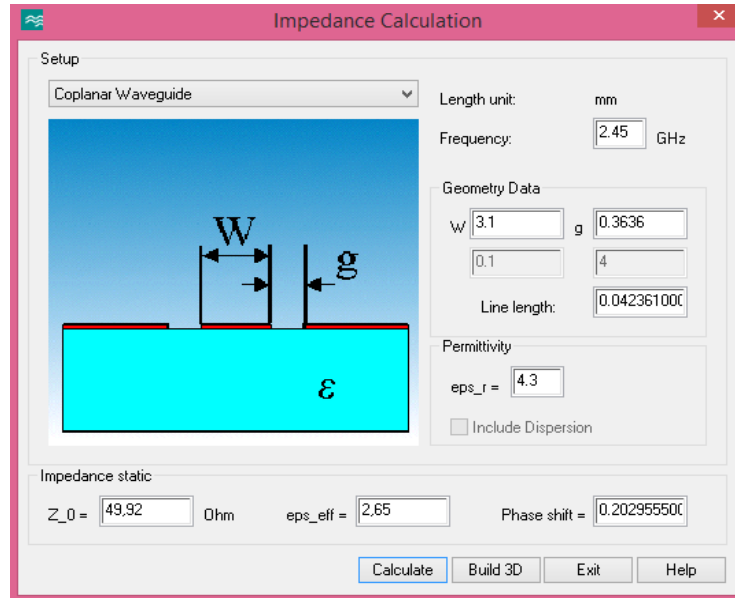 Impedance Calculation
Setup
Coplanar Waveguide
Length unit: mm
Frequency: 2.45 GHz
W
g
ε
Geometry Data
W 3.1 g 0.3636
0.1 4
Line length: 0.04236100(
Permittivity
eps_r = 4.3
Include Dispersion
Impedance static
Z_0 = 49,92 Ohm eps_eff = 2,65 Phase shift = 0.20295550(
Calculate Build 3D Exit Help